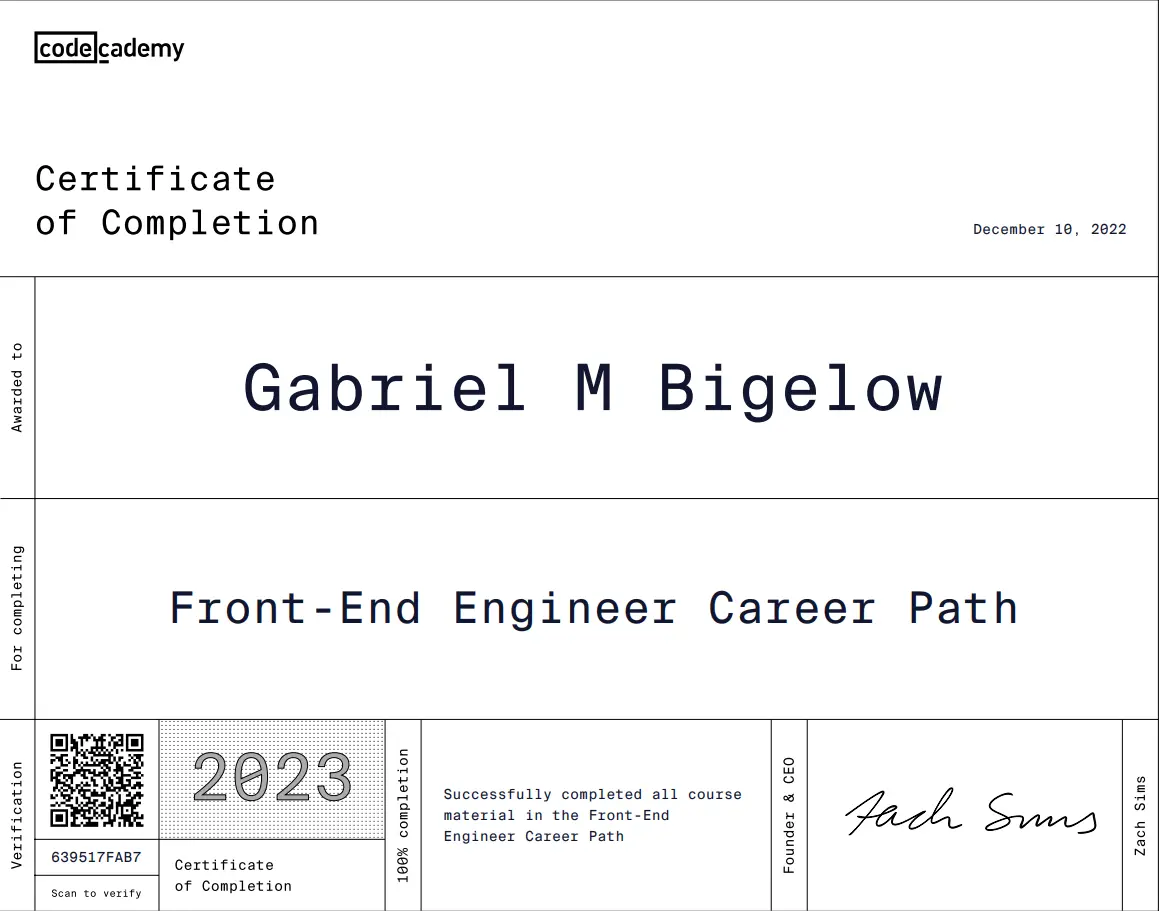 codecademy
Certificate
of Completion
December 10, 2022
Awarded to
Gabriel M Bigelow
For completing
Front-End Engineer Career Path
Verification
639517FAB7
Scan to verify
2023
Certificate
of Completion
100% completion
Successfully completed all course
material in the Front-End
Engineer Career Path
Founder & CEO
Zach Sims
Zach Sims